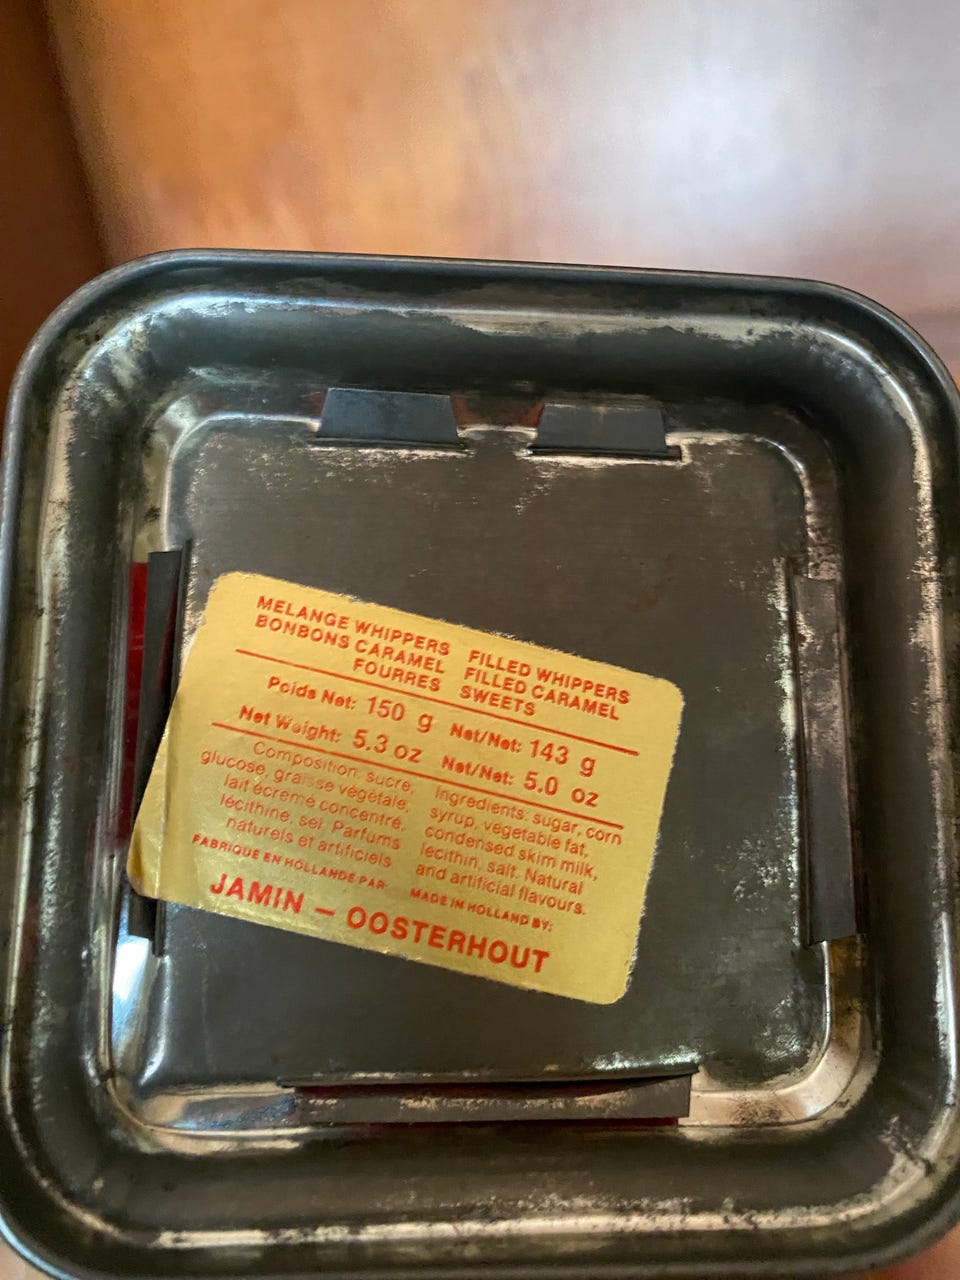 MELANGE WHIPPERS
BONBONS CARAMEL
FOURRES
FILLED WHIPPERS
FILLED CARAMEL
SWEETS
Poids Net: 150 g Net/Net: 143 g
Net Weight: 5.3 oz Net/Net: 5.0 oz
Composition: sucre,
glucose, graisse végétale,
lait écremé concentré,
lécithine, sel. Parfums
naturels et artificiels
FABRIQUE EN HOLLANDE PAR:
Ingredients: sugar, corn
syrup, vegetable fat,
condensed skim milk,
lecithin, salt. Natural
and artificial flavours.
MADE IN HOLLAND BY:
JAMIN – OOSTERHOUT